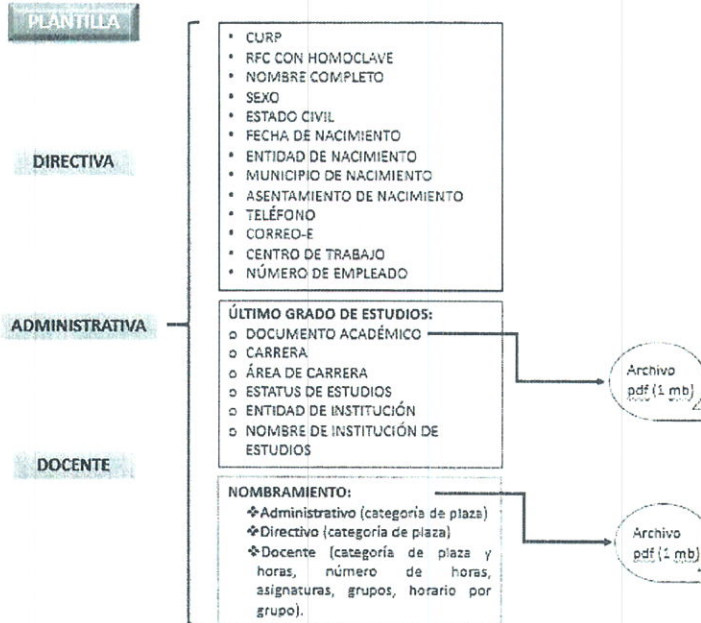 PLANTILLA
DIRECTIVA
ADMINISTRATIVA
DOCENTE
• CURP
• RFC CON HOMOCLAVE
• NOMBRE COMPLETO
• SEXO
• ESTADO CIVIL
• FECHA DE NACIMIENTO
• ENTIDAD DE NACIMIENTO
• MUNICIPIO DE NACIMIENTO
• ASENTAMIENTO DE NACIMIENTO
• TELÉFONO
• CORREO-E
• CENTRO DE TRABAJO
• NÚMERO DE EMPLEADO
ÚLTIMO GRADO DE ESTUDIOS:
o DOCUMENTO ACADÉMICO
o CARRERA
o ÁREA DE CARRERA
o ESTATUS DE ESTUDIOS
o ENTIDAD DE INSTITUCIÓN
o NOMBRE DE INSTITUCIÓN DE
ESTUDIOS
Archivo
pdf (1 mb)
NOMBRAMIENTO:
❖Administrativo (categoría de plaza)
❖Directivo (categoría de plaza)
❖Docente (categoría de plaza y
horas, número de horas,
asignaturas, grupos, horario por
grupo).
Archivo
pdf (1 mb)